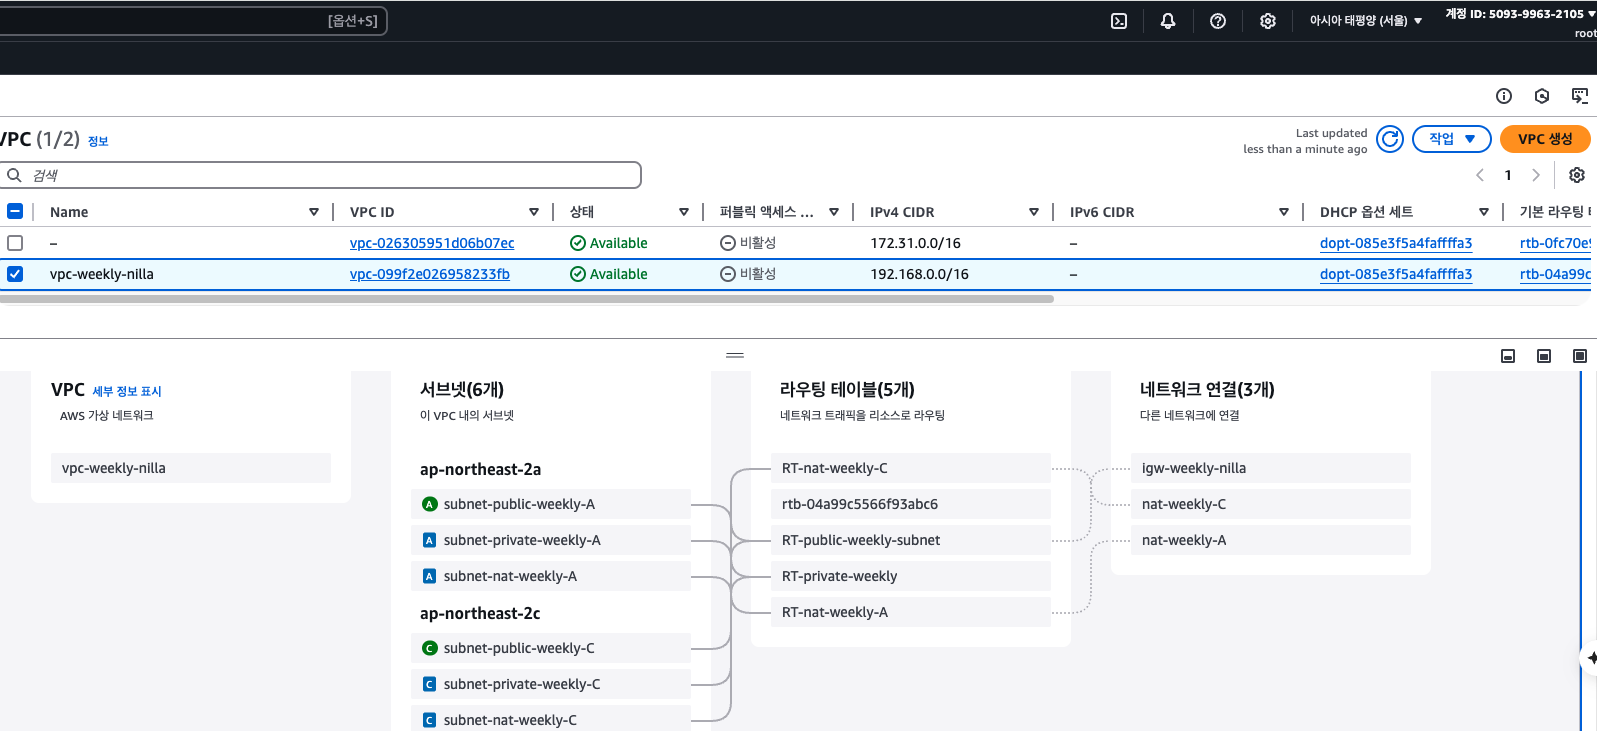 [옵션+S]
아시아 태평양 (서울)
계정 ID: 5093-9963-2105
root
VPC (1/2) 정보
Last updated
less than a minute ago
작업
VPC 생성
검색
1
Name VPC ID 상태 퍼블릭 액세스 ... IPv4 CIDR IPv6 CIDR DHCP 옵션 세트 기본 라우팅
– vpc-026305951d06b07ec Available 비활성 172.31.0.0/16 – dopt-085e3f5a4faffffa3 rtb-0fc70e9
vpc-weekly-nilla vpc-099f2e026958233fb Available 비활성 192.168.0.0/16 – dopt-085e3f5a4faffffa3 rtb-04a99c
VPC 세부 정보 표시
AWS 가상 네트워크
vpc-weekly-nilla
서브넷(6개)
이 VPC 내의 서브넷
ap-northeast-2a
A subnet-public-weekly-A
A subnet-private-weekly-A
A subnet-nat-weekly-A
ap-northeast-2c
C subnet-public-weekly-C
C subnet-private-weekly-C
C subnet-nat-weekly-C
라우팅 테이블(5개)
네트워크 트래픽을 리소스로 라우팅
RT-nat-weekly-C
rtb-04a99c5566f93abc6
RT-public-weekly-subnet
RT-private-weekly
RT-nat-weekly-A
네트워크 연결(3개)
다른 네트워크에 연결
igw-weekly-nilla
nat-weekly-C
nat-weekly-A